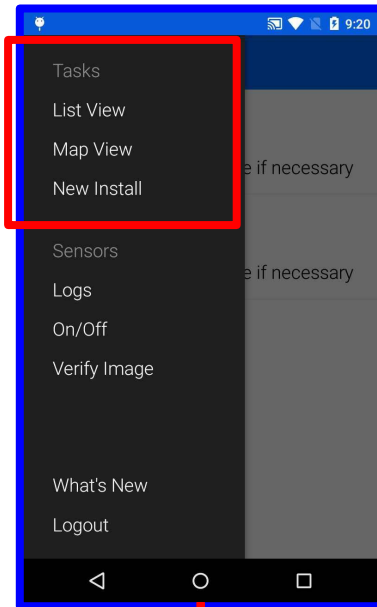 9:20
Tasks
List View
Map View
New Install
e if necessary
Sensors
e if necessary
Logs
On/Off
Verify Image
What's New
Logout